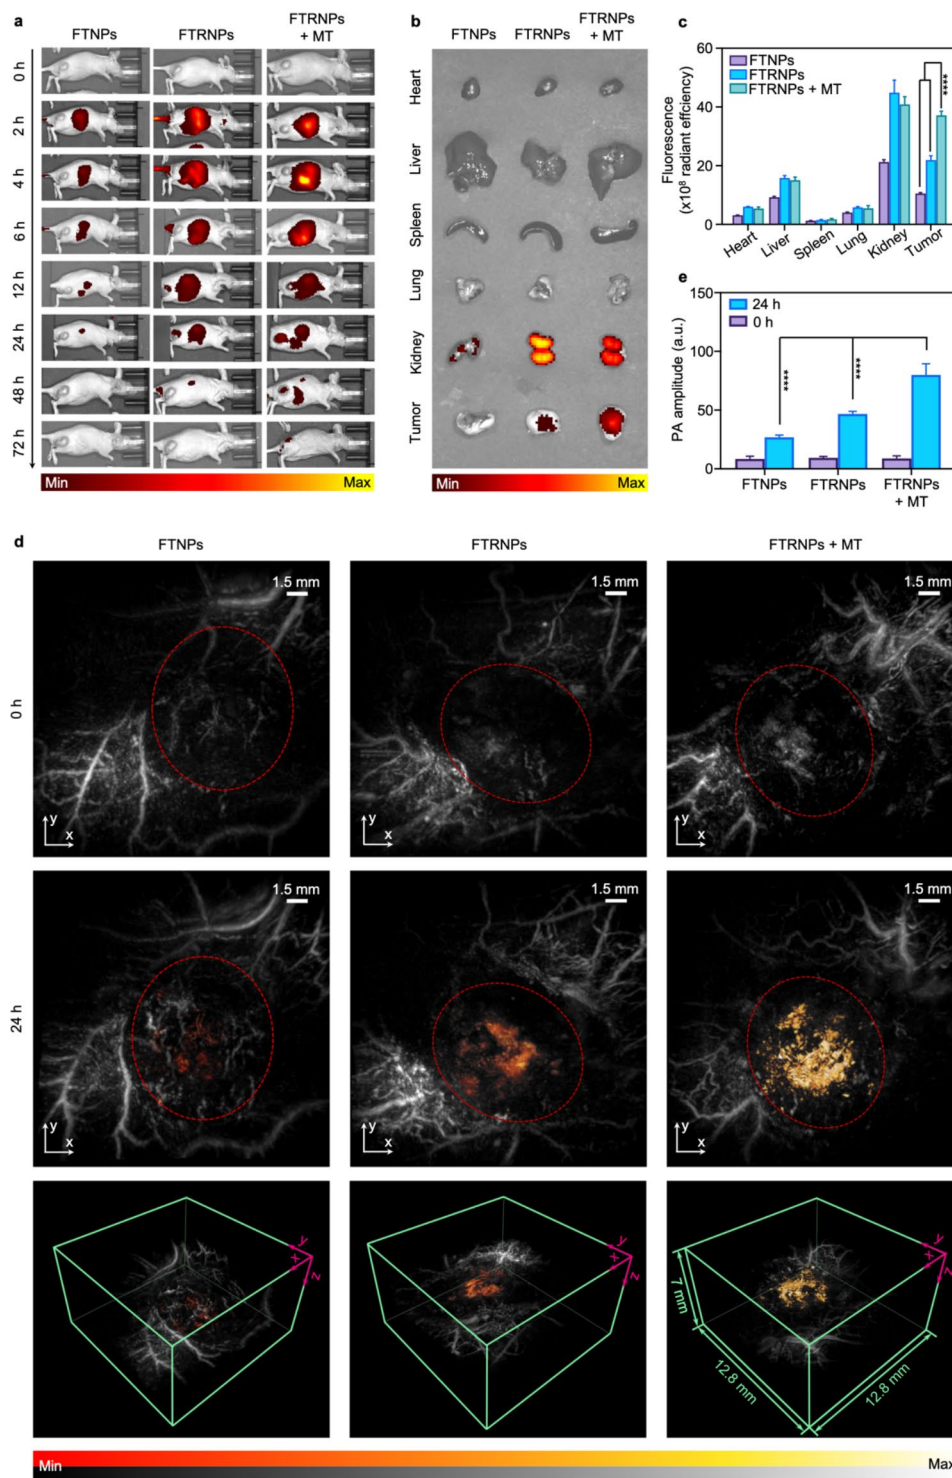 a
FTNPs
FTRNPs
FTRNPs
+ MT
0 h
2 h
4 h
6 h
12 h
24 h
48 h
72 h
Min
Max
b
FTNPs
FTRNPs
FTRNPs
+ MT
Heart
Liver
Spleen
Lung
Kidney
Tumor
Min
Max
c
Fluorescence
(x10⁸ radiant effciency)
60
40
20
0
FTNPs
FTRNPs
FTRNPs + MT
****
Heart
Liver
Spleen
Lung
Kidney
Tumor
e
PA amplitude (a.u.)
150
100
50
0
24 h
0 h
****
****
FTNPs
FTRNPs
FTRNPs
+ MT
d
FTNPs
FTRNPs
FTRNPs + MT
0 h
1.5 mm
y
x
1.5 mm
y
x
1.5 mm
y
x
24 h
1.5 mm
y
x
1.5 mm
y
x
1.5 mm
y
x
y
x
z
y
x
z
y
x
z
7 mm
12.8 mm
12.8 mm
Min
Max